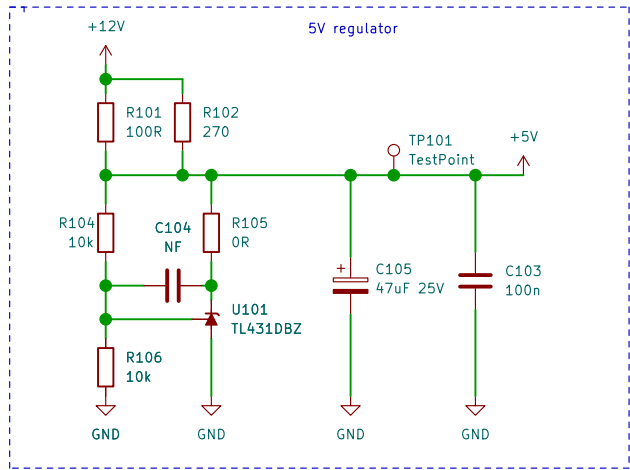 +12V
5V regulator
R101
100R
R102
270
TP101
TestPoint
+5V
R104
10k
C104
NF
R105
0R
+
C105
47uF 25V
C103
100n
U101
TL431DBZ
R106
10k
GND
GND
GND
GND